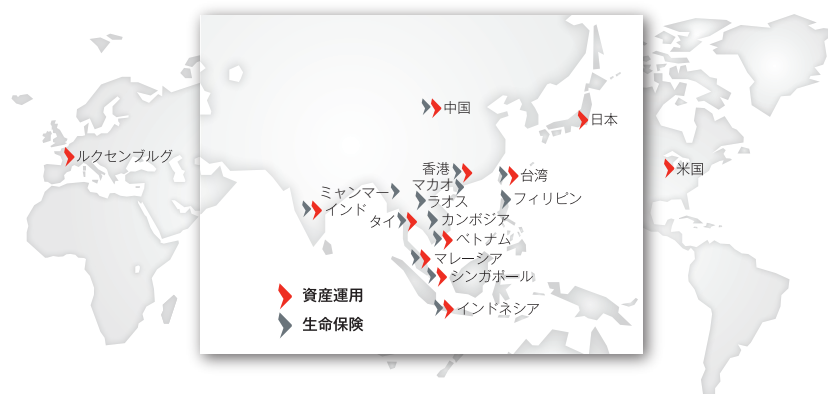 中国
日本
ルクセンブルグ
香港
台湾
米国
マカオ
ミャンマー
ラオス
フィリピン
インド
タイ
カンボジア
ベトナム
マレーシア
シンガポール
資産運用
インドネシア
生命保険